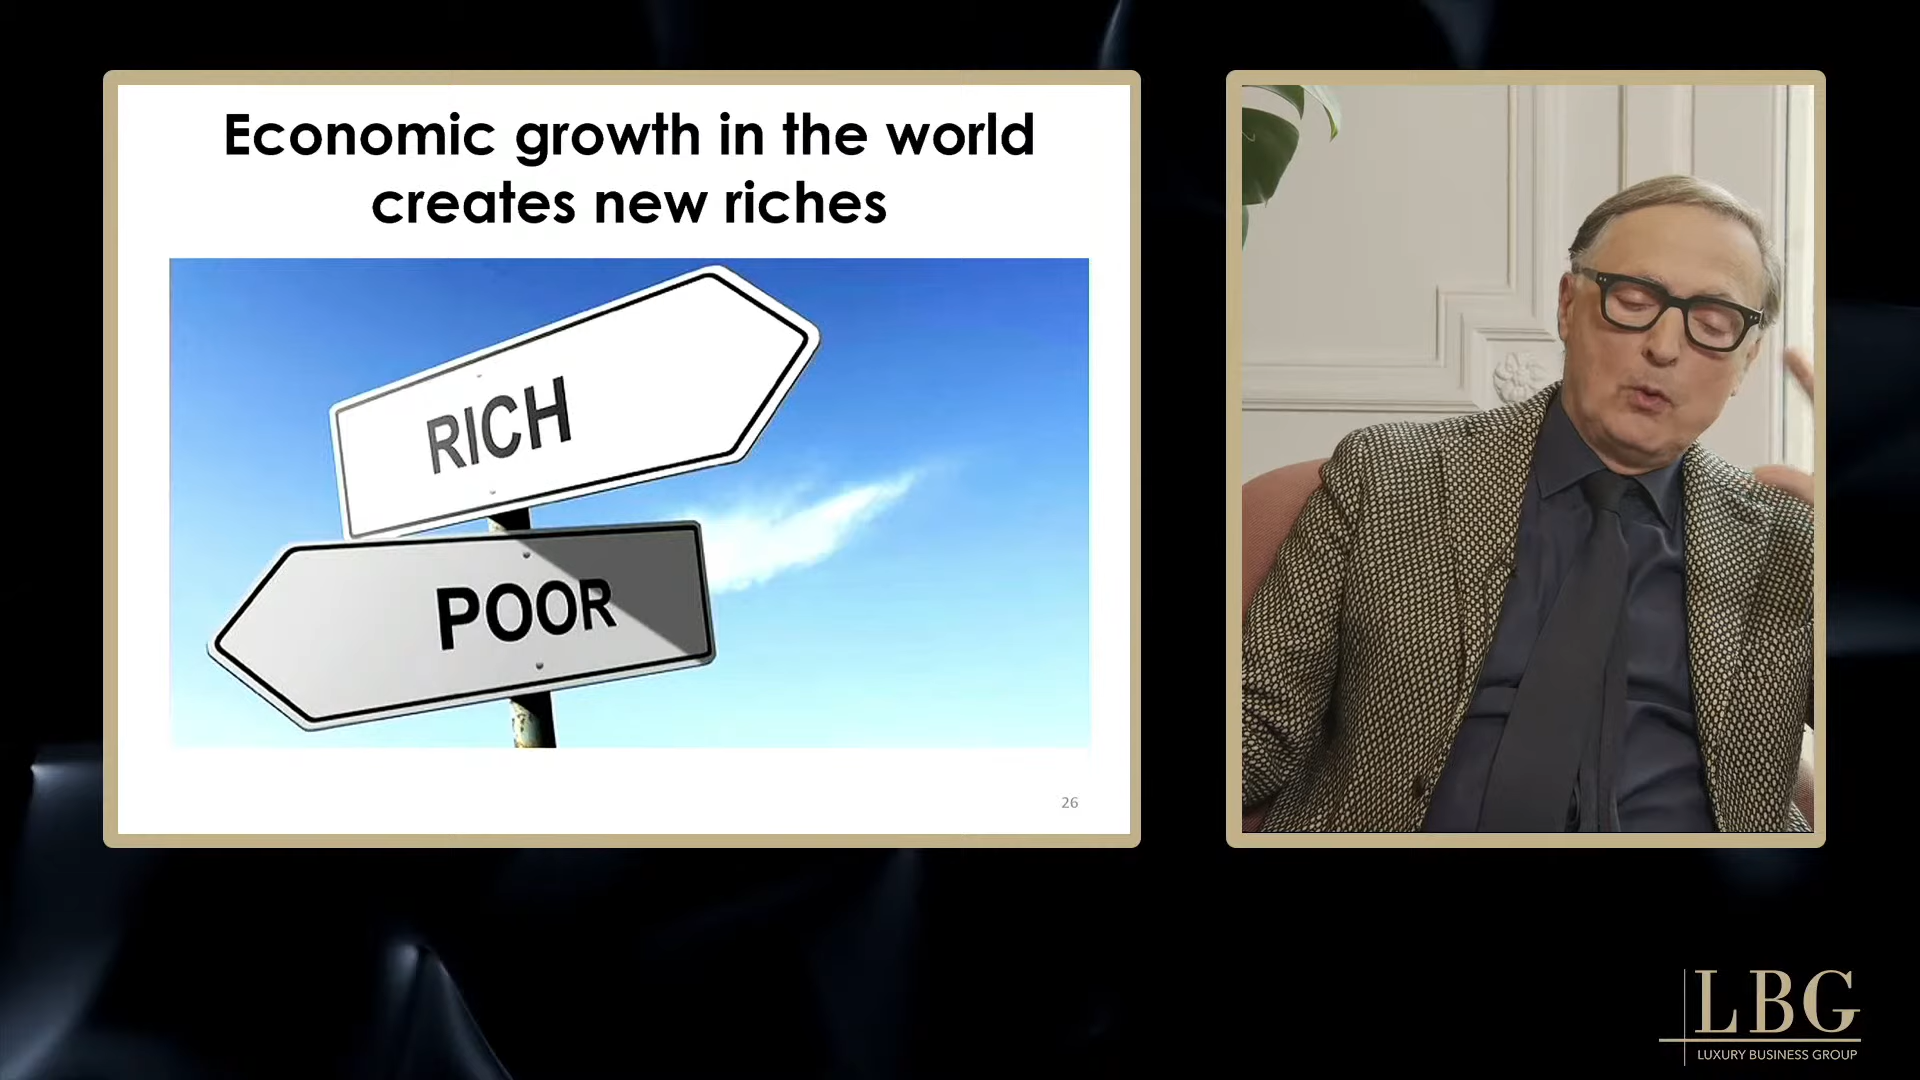 Economic growth in the world
creates new riches
RICH
POOR
26
LBG
LUXURY BUSINESS GROUP